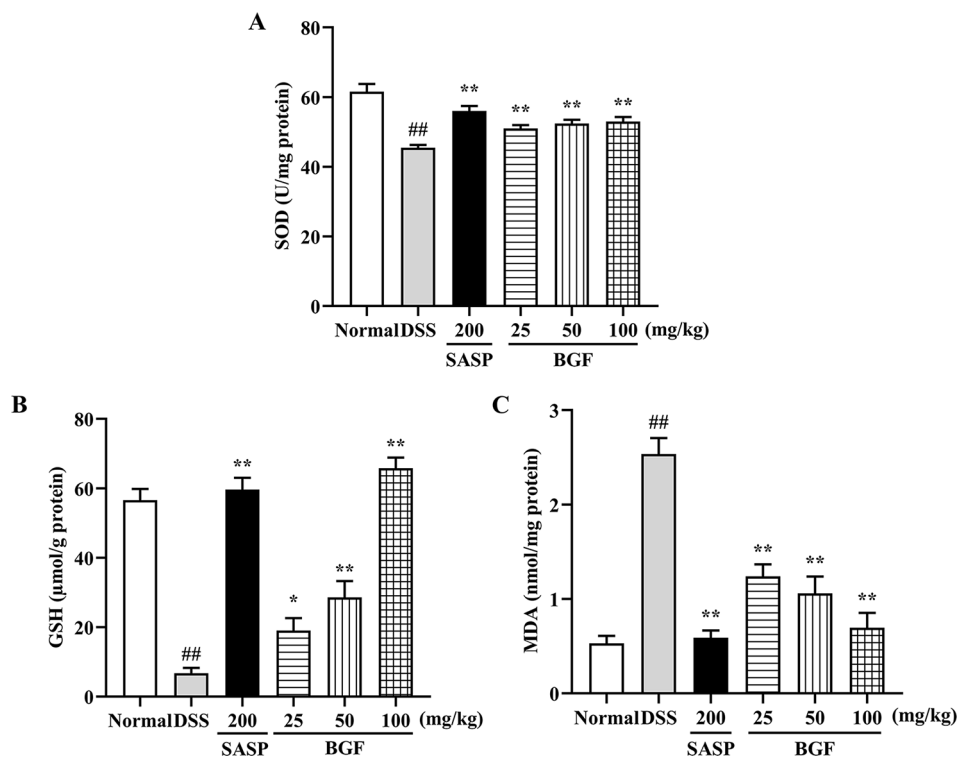 A
SOD (U/mg protein)
80
60
40
20
0
##
**
**
**
**
Normal DSS 200 25 50 100 (mg/kg)
SASP BGF
B
GSH (μmol/g protein)
80
60
40
20
0
##
**
*
**
**
Normal DSS 200 25 50 100 (mg/kg)
SASP BGF
C
MDA (nmol/mg protein)
3
2
1
0
##
**
**
**
**
Normal DSS 200 25 50 100 (mg/kg)
SASP BGF